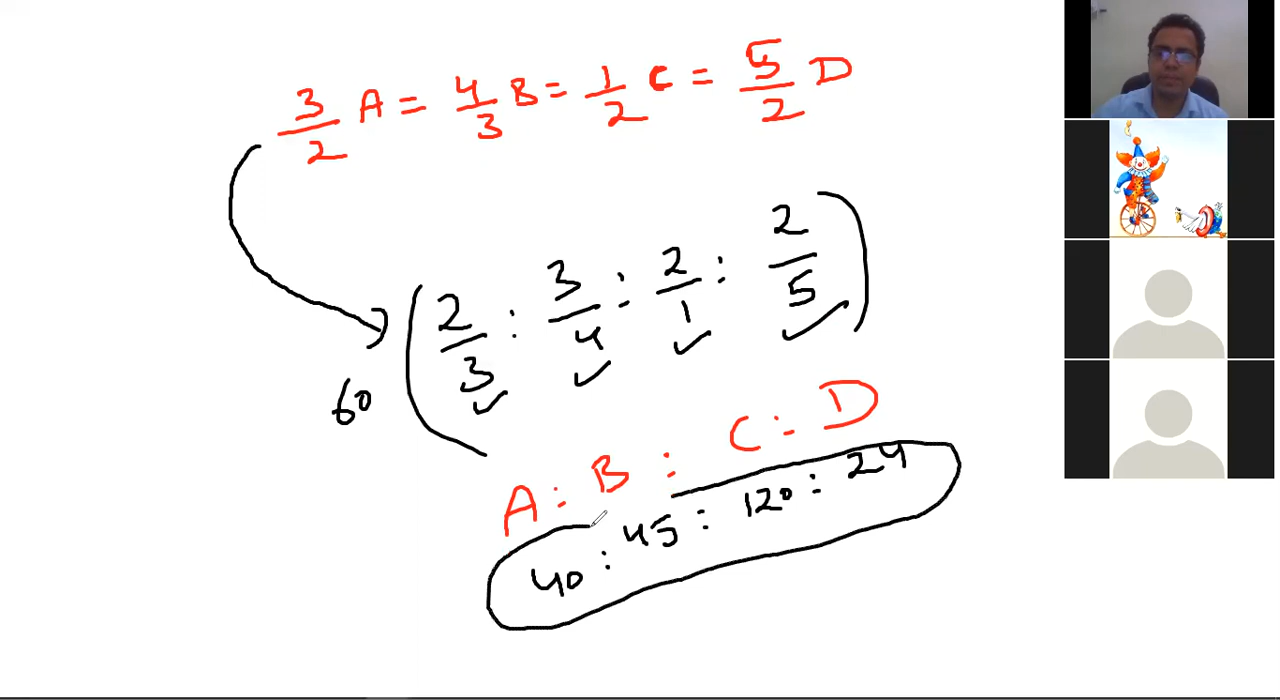 3/2 A = 4/3 B = 1/2 C = 5/2 D
60 ( 2/3 : 3/4 : 2/1 : 2/5 )
A : B : C : D
40 : 45 : 120 : 24